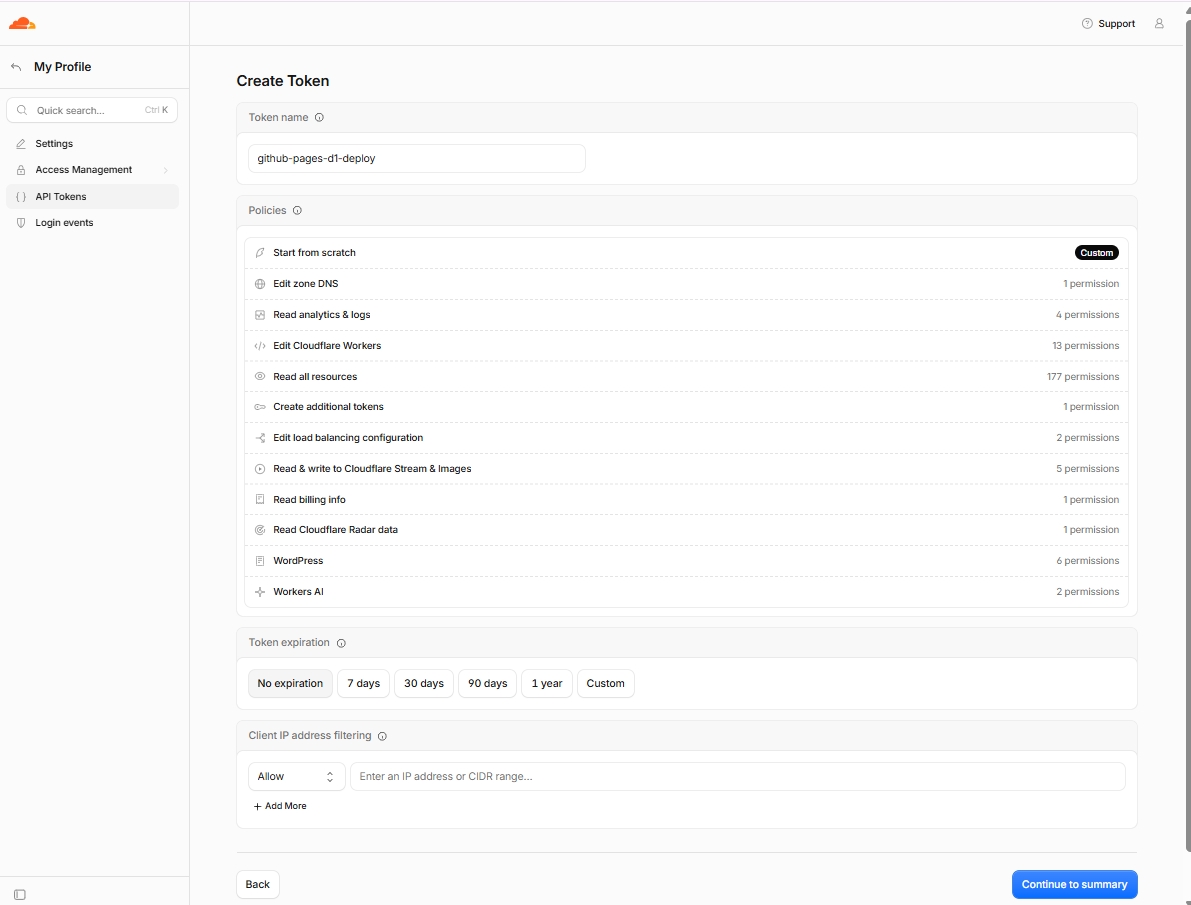 Support
My Profile
Quick search... Ctrl K
Settings
Access Management
API Tokens
Login events
Create Token
Token name
github-pages-d1-deploy
Policies
Start from scratch Custom
Edit zone DNS 1 permission
Read analytics & logs 4 permissions
Edit Cloudflare Workers 13 permissions
Read all resources 177 permissions
Create additional tokens 1 permission
Edit load balancing configuration 2 permissions
Read & write to Cloudflare Stream & Images 5 permissions
Read billing info 1 permission
Read Cloudflare Radar data 1 permission
WordPress 6 permissions
Workers AI 2 permissions
Token expiration
No expiration 7 days 30 days 90 days 1 year Custom
Client IP address filtering
Allow Enter an IP address or CIDR range...
+ Add More
Back Continue to summary